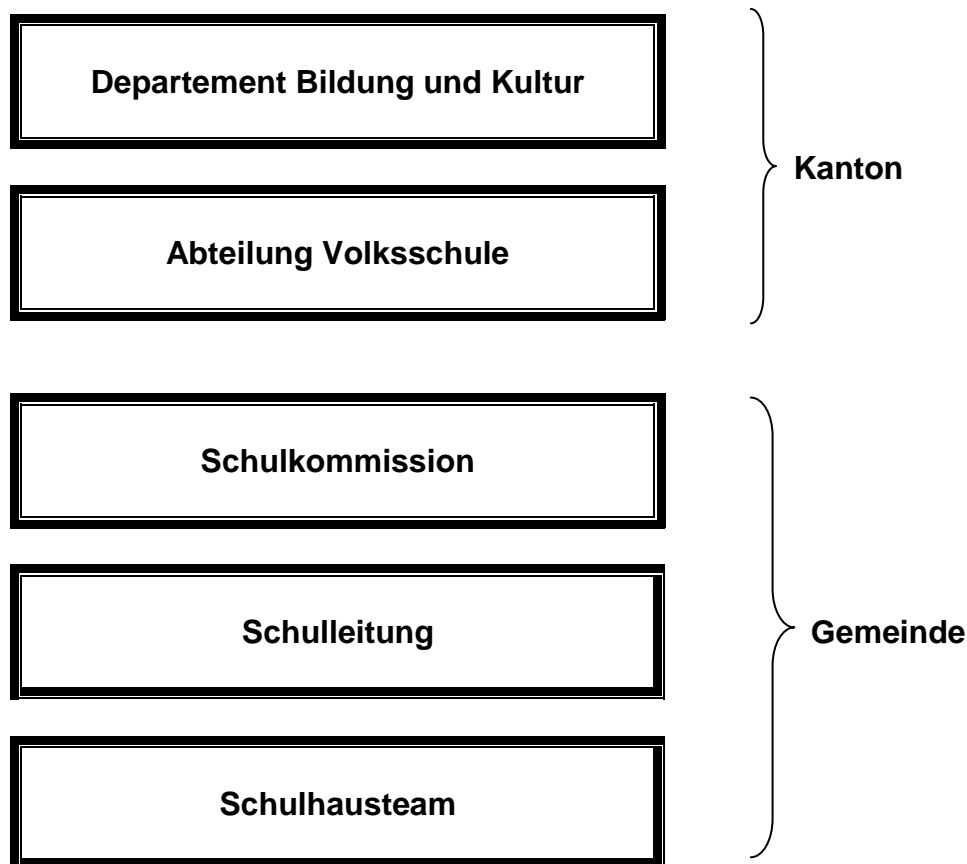 Departement Bildung und Kultur
Kanton
Abteilung Volksschule
Schulkommission
Schulleitung
Gemeinde
Schulhausteam